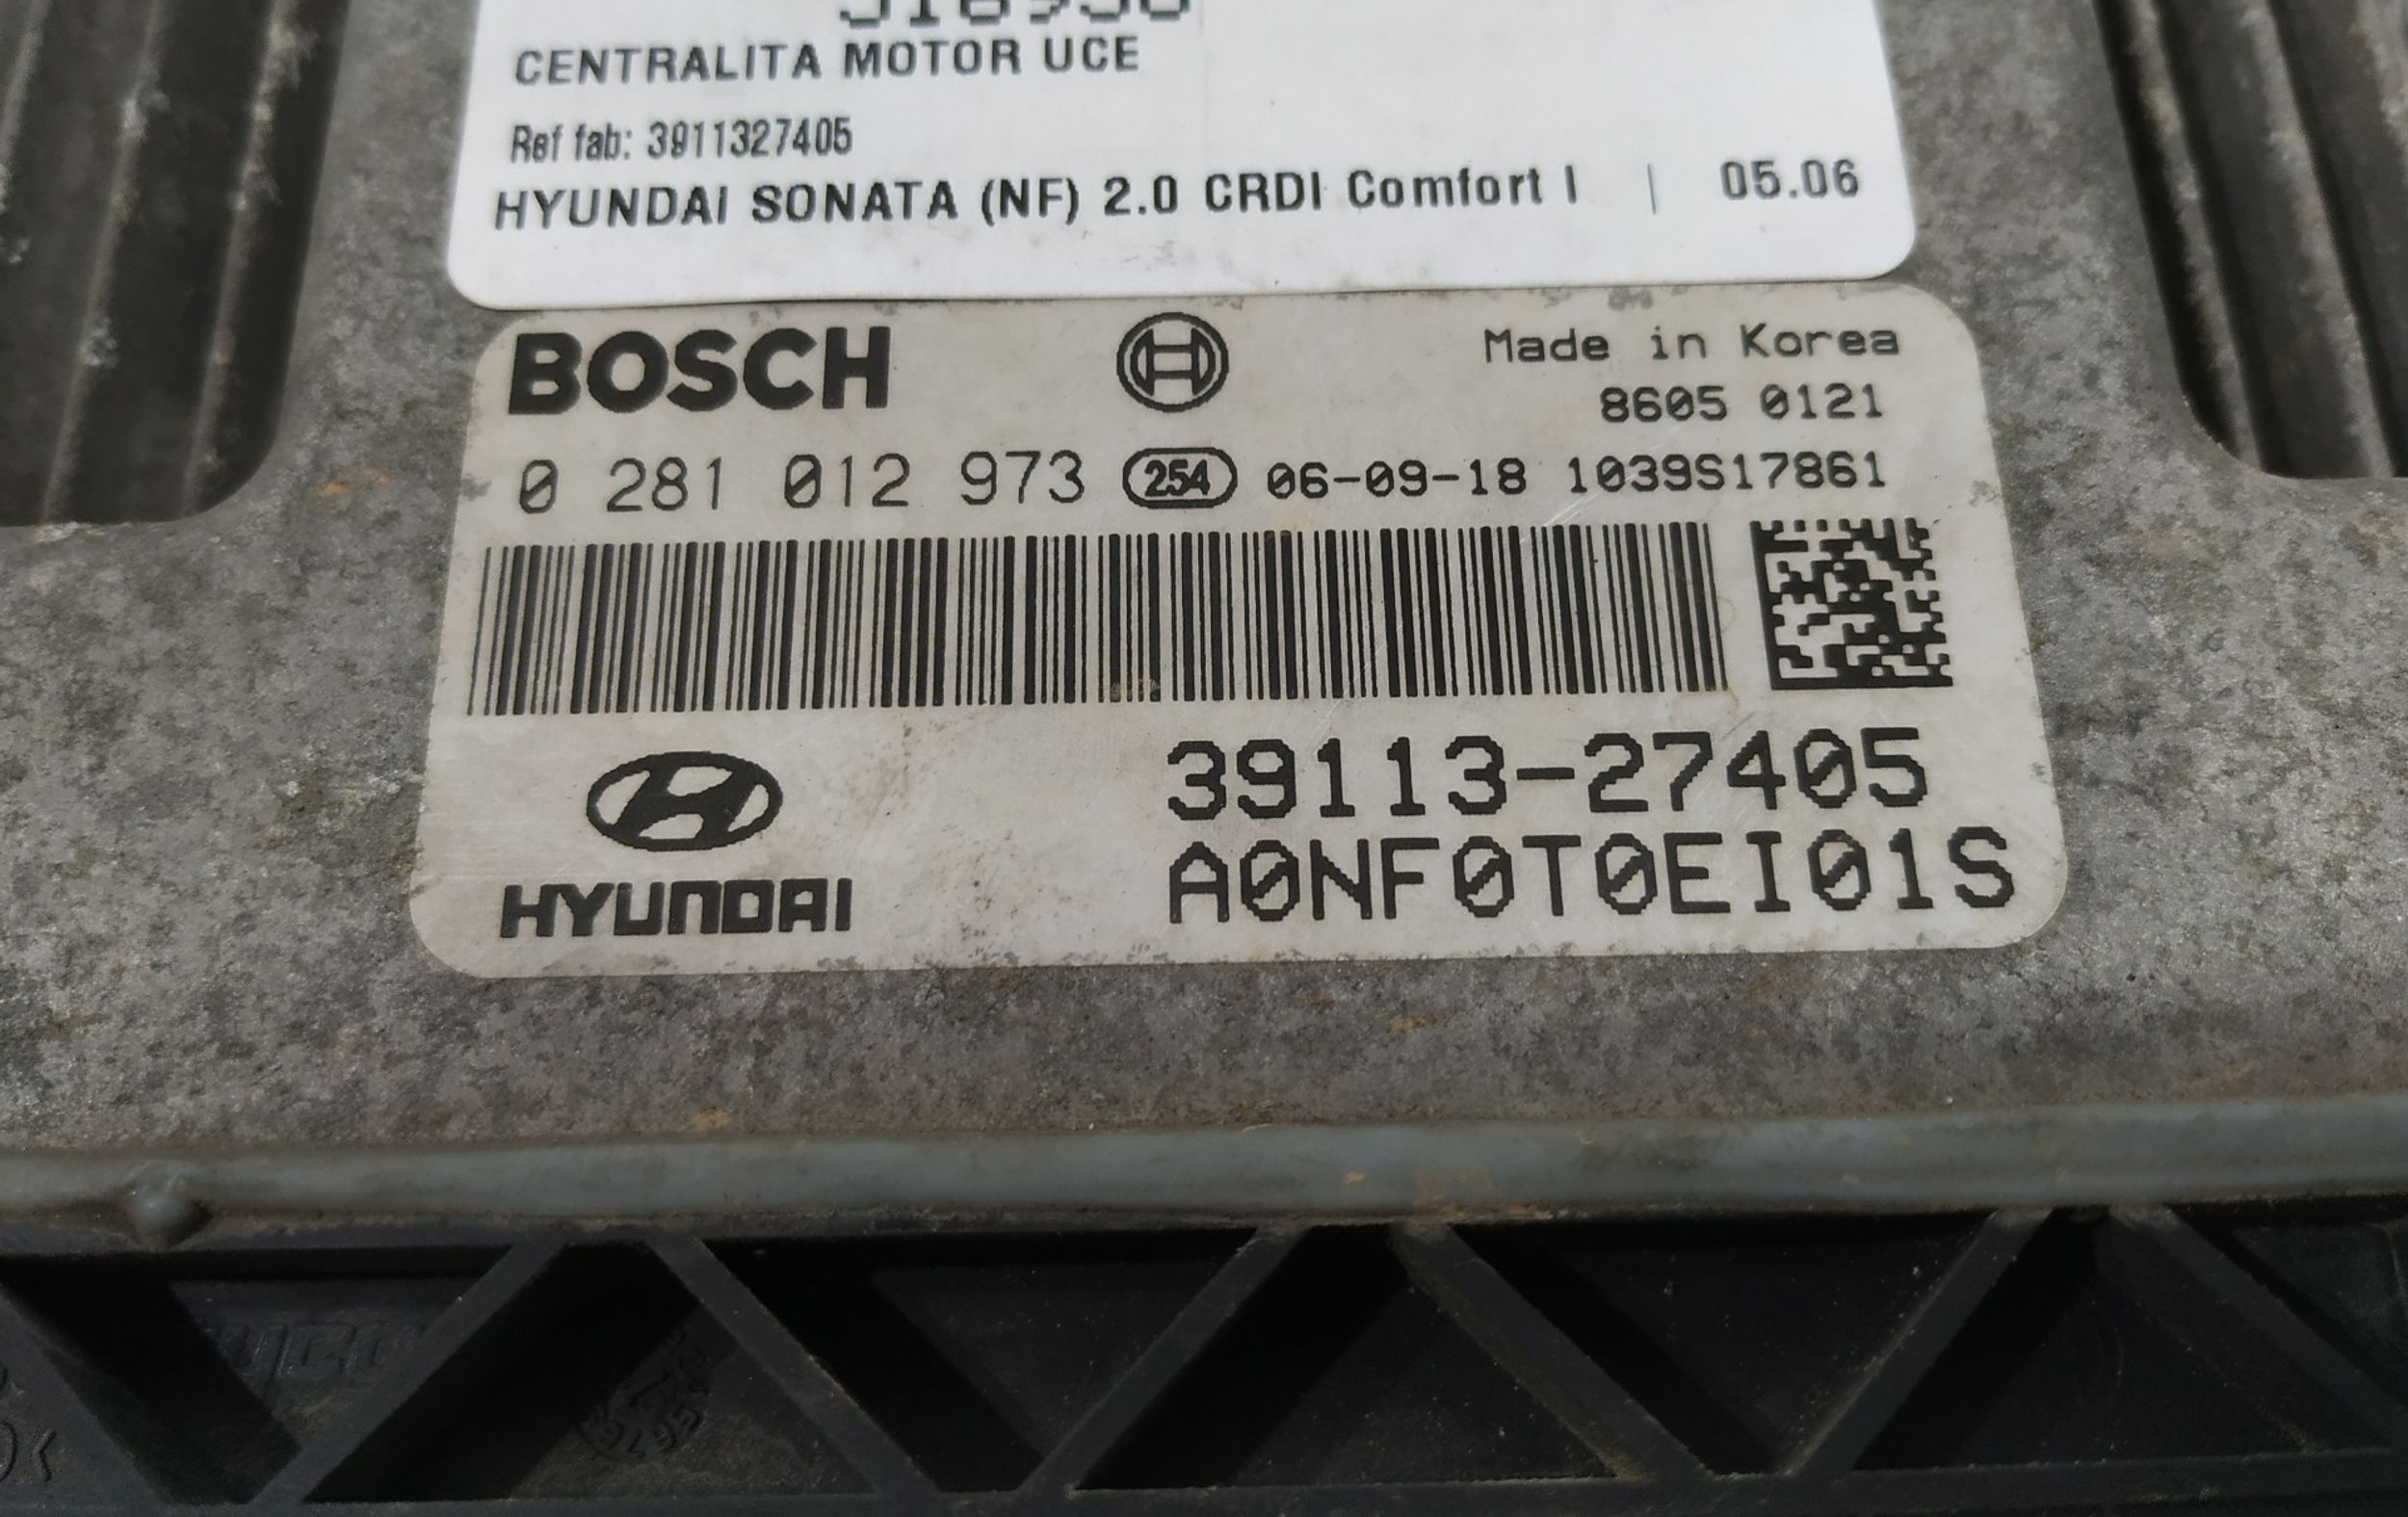 CENTRALITA MOTOR UCE
Ref fab: 3911327405
HYUNDAI SONATA (NF) 2.0 CRDI Comfort I | 05.06
BOSCH
Made in Korea
8605 0121
0 281 012 973 254 06-09-18 1039S17861
39113-27405
HYUNDAI
A0NF0T0EI01S